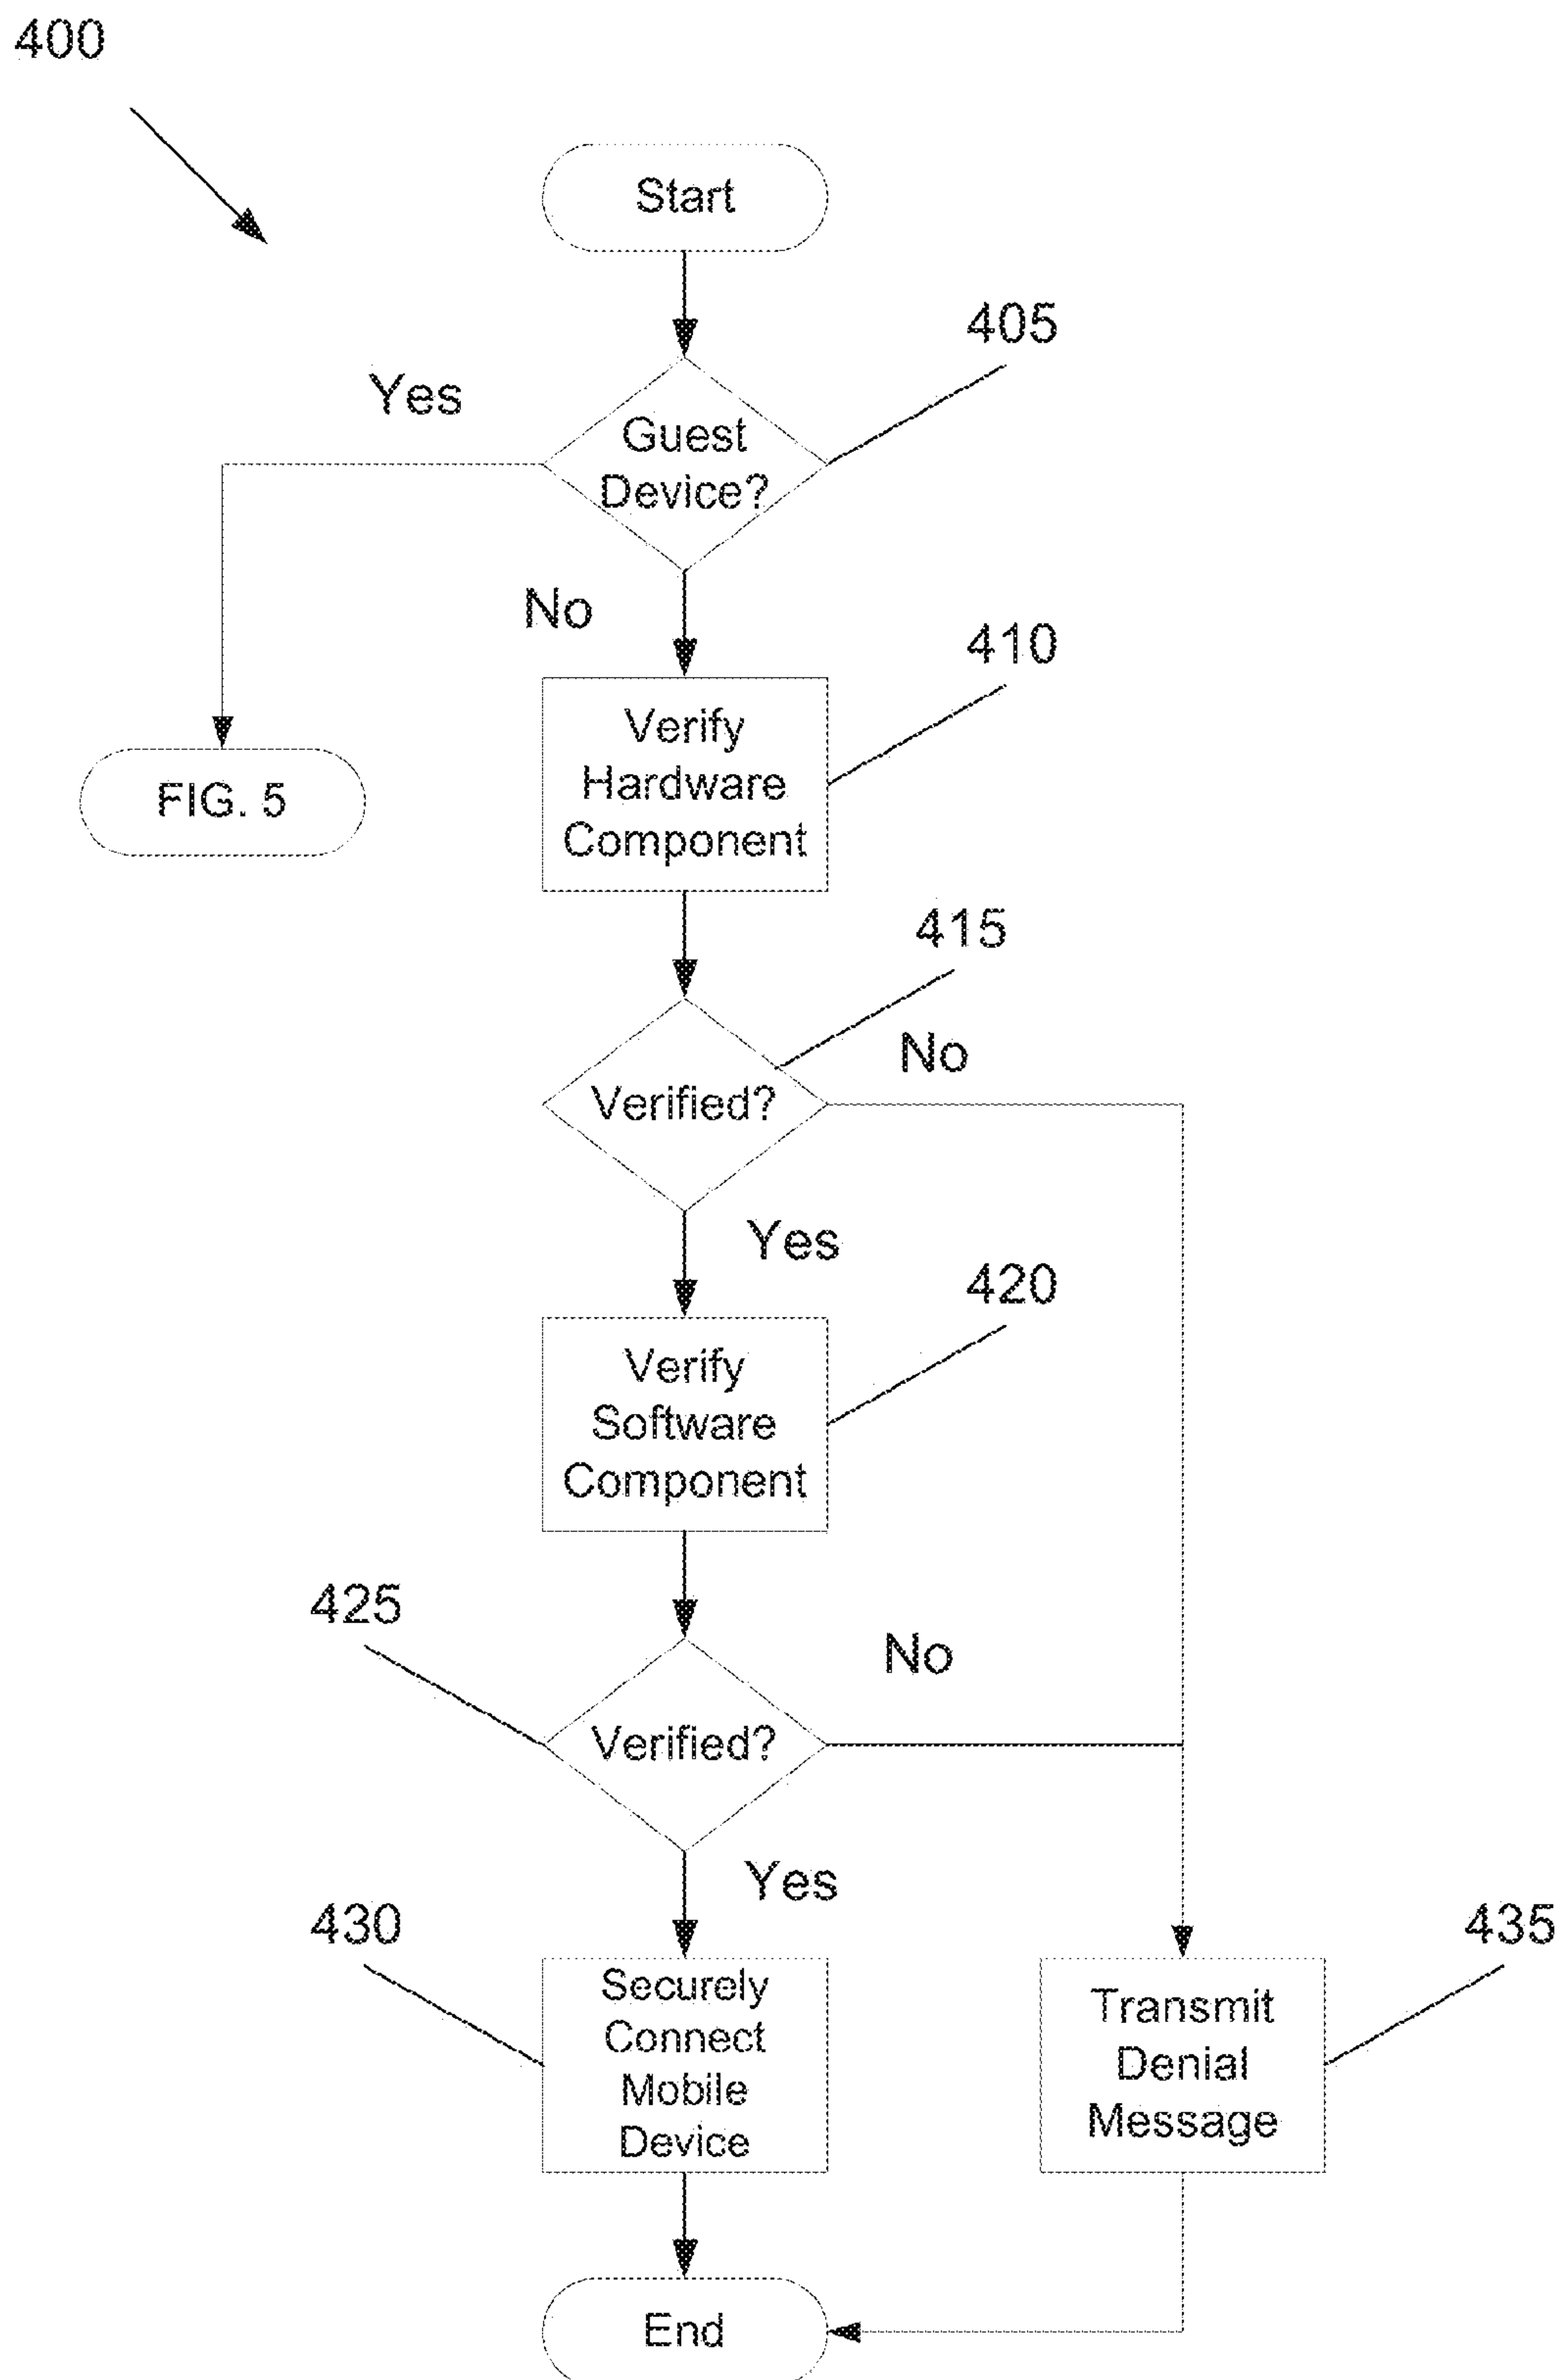 400
Start
405
Yes
Guest
Device?
No
410
Verify
Hardware
Component
FIG. 5
415
No
Verified?
Yes
420
Verify
Software
Component
425
No
Verified?
Yes
430
435
Securely
Connect
Mobile
Device
Transmit
Denial
Message
End